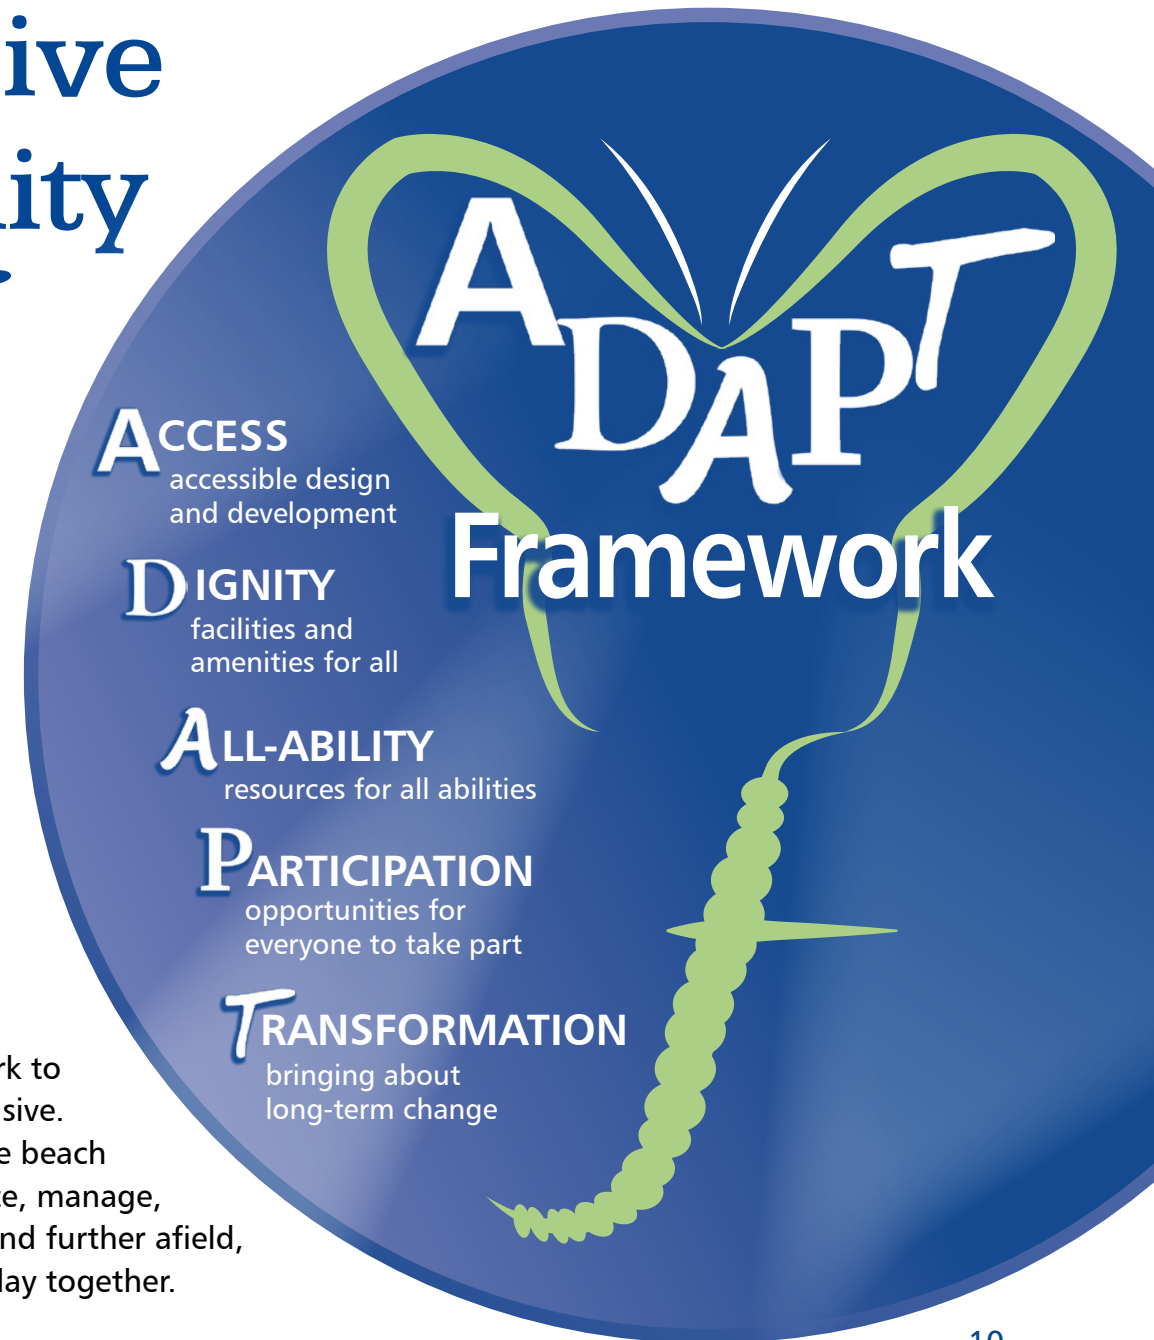 ive
ity
ADAPT
Framework
ACCESS
accessible design
and development
DIGNITY
facilities and
amenities for all
ALL-ABILITY
resources for all abilities
PARTICIPATION
opportunities for
everyone to take part
TRANSFORMATION
bringing about
long-term change
rk to
sive.
e beach
e, manage,
nd further afield,
lay together.
10